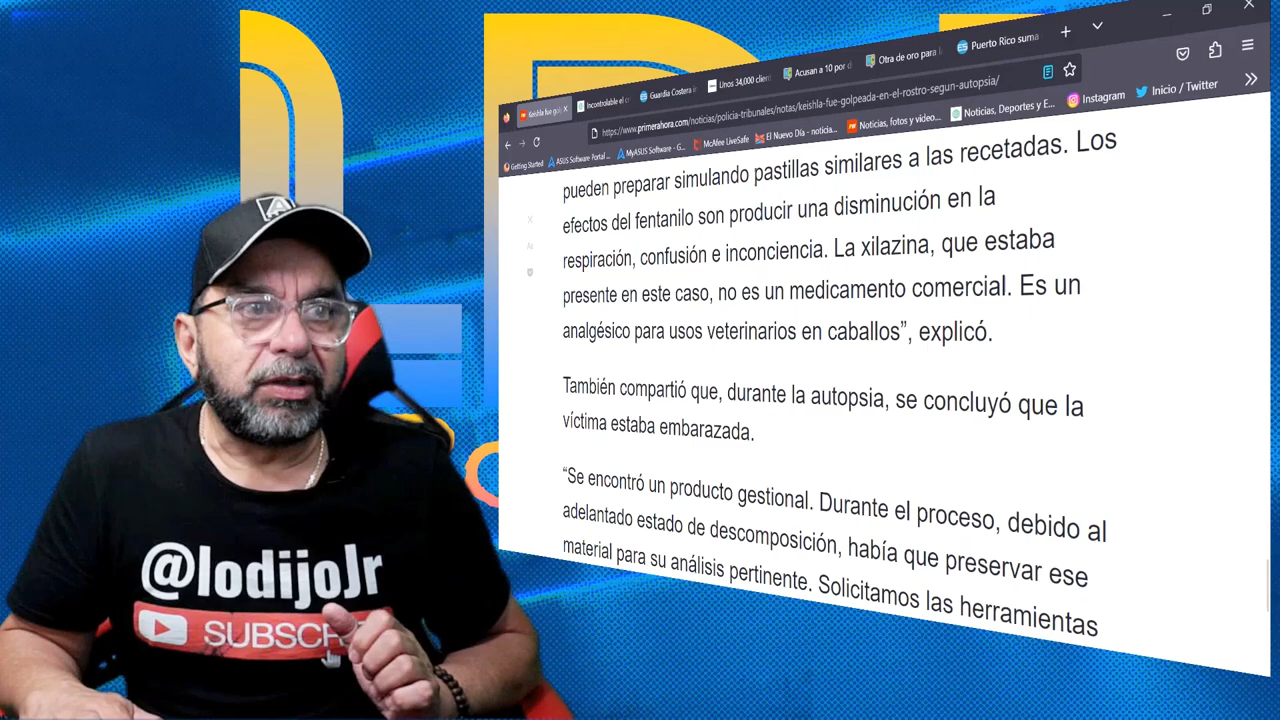 Keishla fue gol
Incontrolable el c
Guardia Costera in
Unos 34,000 client
Acusan a 10 por d
Otra de oro para l
Puerto Rico suma
https://www.primerahora.com/noticias/policia-tribunales/notas/keishla-fue-golpeada-en-el-rostro-segun-autopsia/
Getting Started
ASUS Software Portal ...
MyASUS Software - G...
McAfee LiveSafe
El Nuevo Día - noticia...
Noticias, fotos y video...
Noticias, Deportes y E...
Instagram
Inicio / Twitter
pueden preparar simulando pastillas similares a las recetadas. Los
efectos del fentanilo son producir una disminución en la
respiración, confusión e inconciencia. La xilazina, que estaba
presente en este caso, no es un medicamento comercial. Es un
analgésico para usos veterinarios en caballos”, explicó.
También compartió que, durante la autopsia, se concluyó que la
víctima estaba embarazada.
“Se encontró un producto gestional. Durante el proceso, debido al
adelantado estado de descomposición, había que preservar ese
material para su análisis pertinente. Solicitamos las herramientas
@lodijoJr
SUBSCR